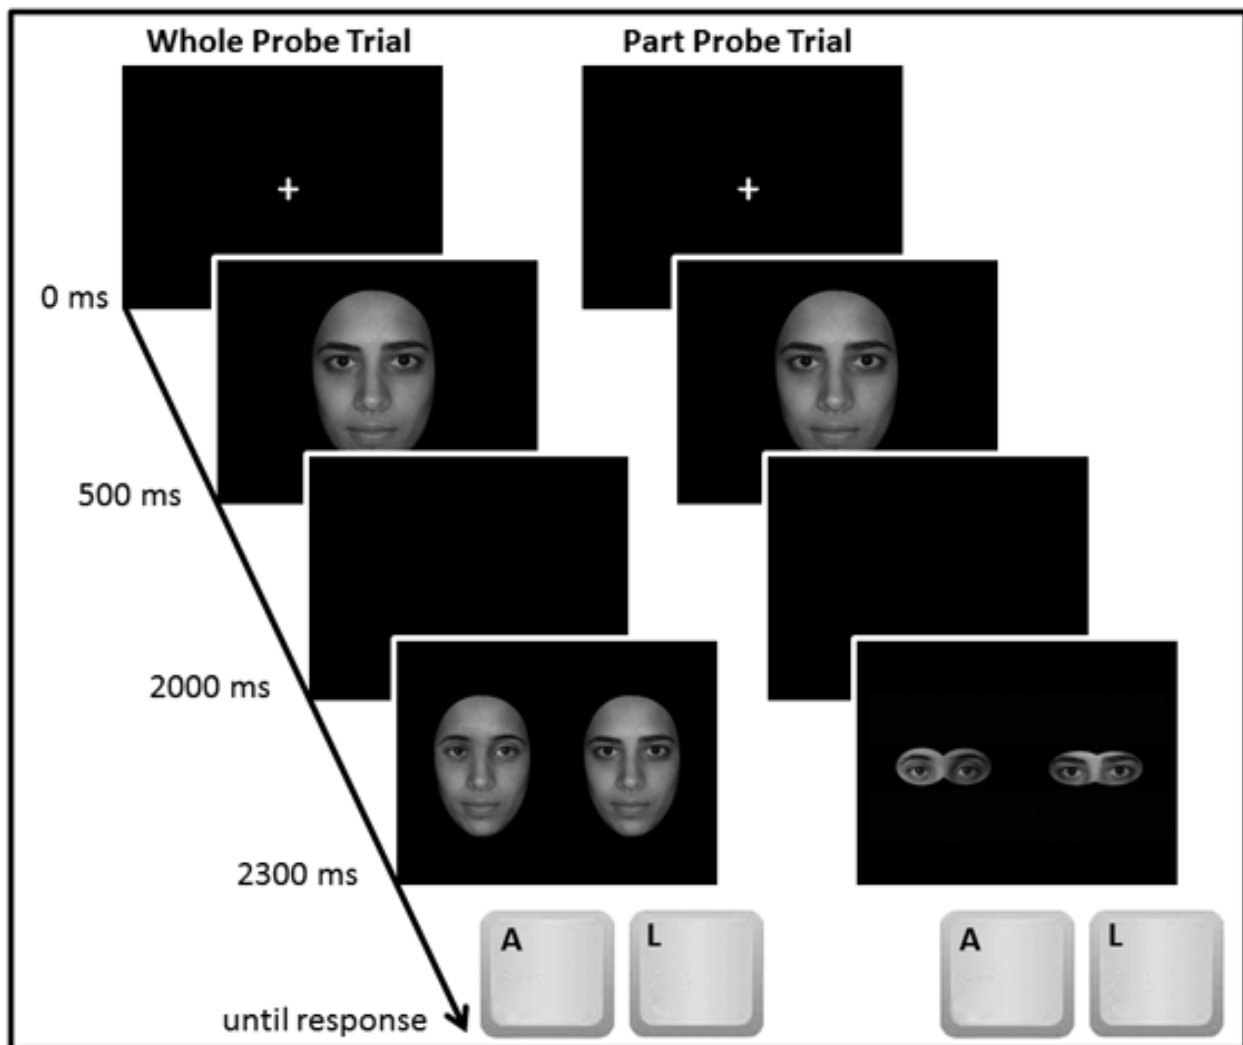 Whole Probe Trial
Part Probe Trial
0 ms
500 ms
2000 ms
2300 ms
A
L
A
L
until response